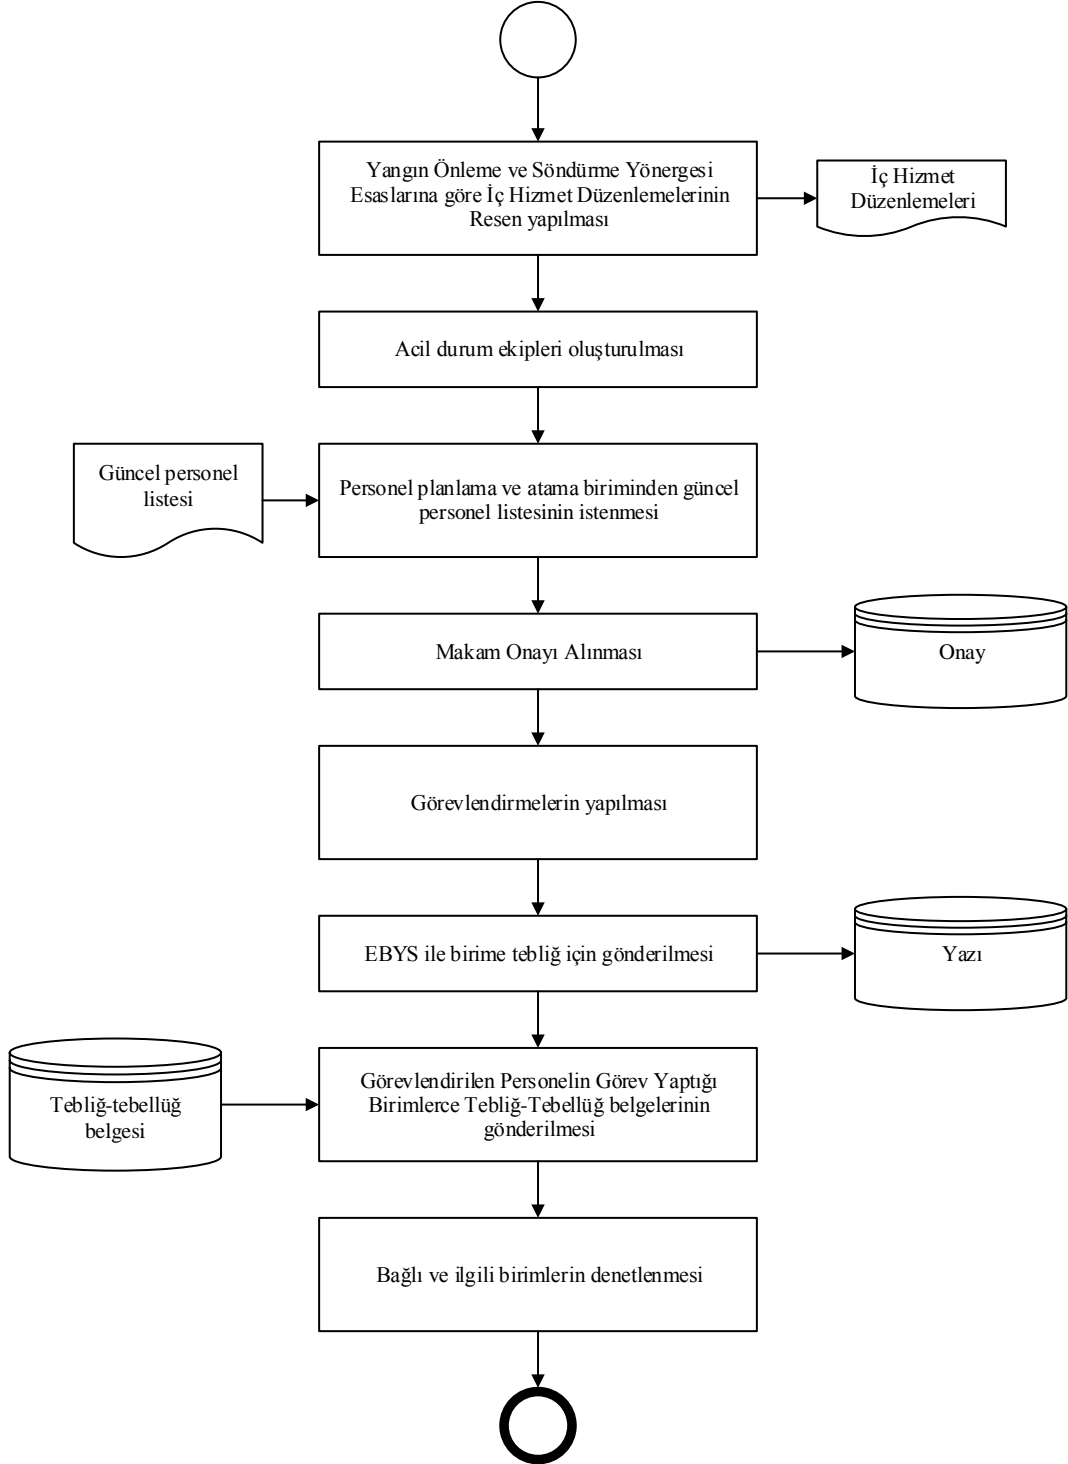 Yangın Önleme ve Söndürme Yönergesi
Esaslarına göre İç Hizmet Düzenlemelerinin
Resen yapılması
İç Hizmet
Düzenlemeleri
Acil durum ekipleri oluşturulması
Güncel personel
listesi
Personel planlama ve atama biriminden güncel
personel listesinin istenmesi
Makam Onayı Alınması
Onay
Görevlendirmelerin yapılması
EBYS ile birime tebliğ için gönderilmesi
Yazı
Tebliğ-tebellüğ
belgesi
Görevlendirilen Personelin Görev Yaptığı
Birimlerce Tebliğ-Tebellüğ belgelerinin
gönderilmesi
Bağlı ve ilgili birimlerin denetlenmesi